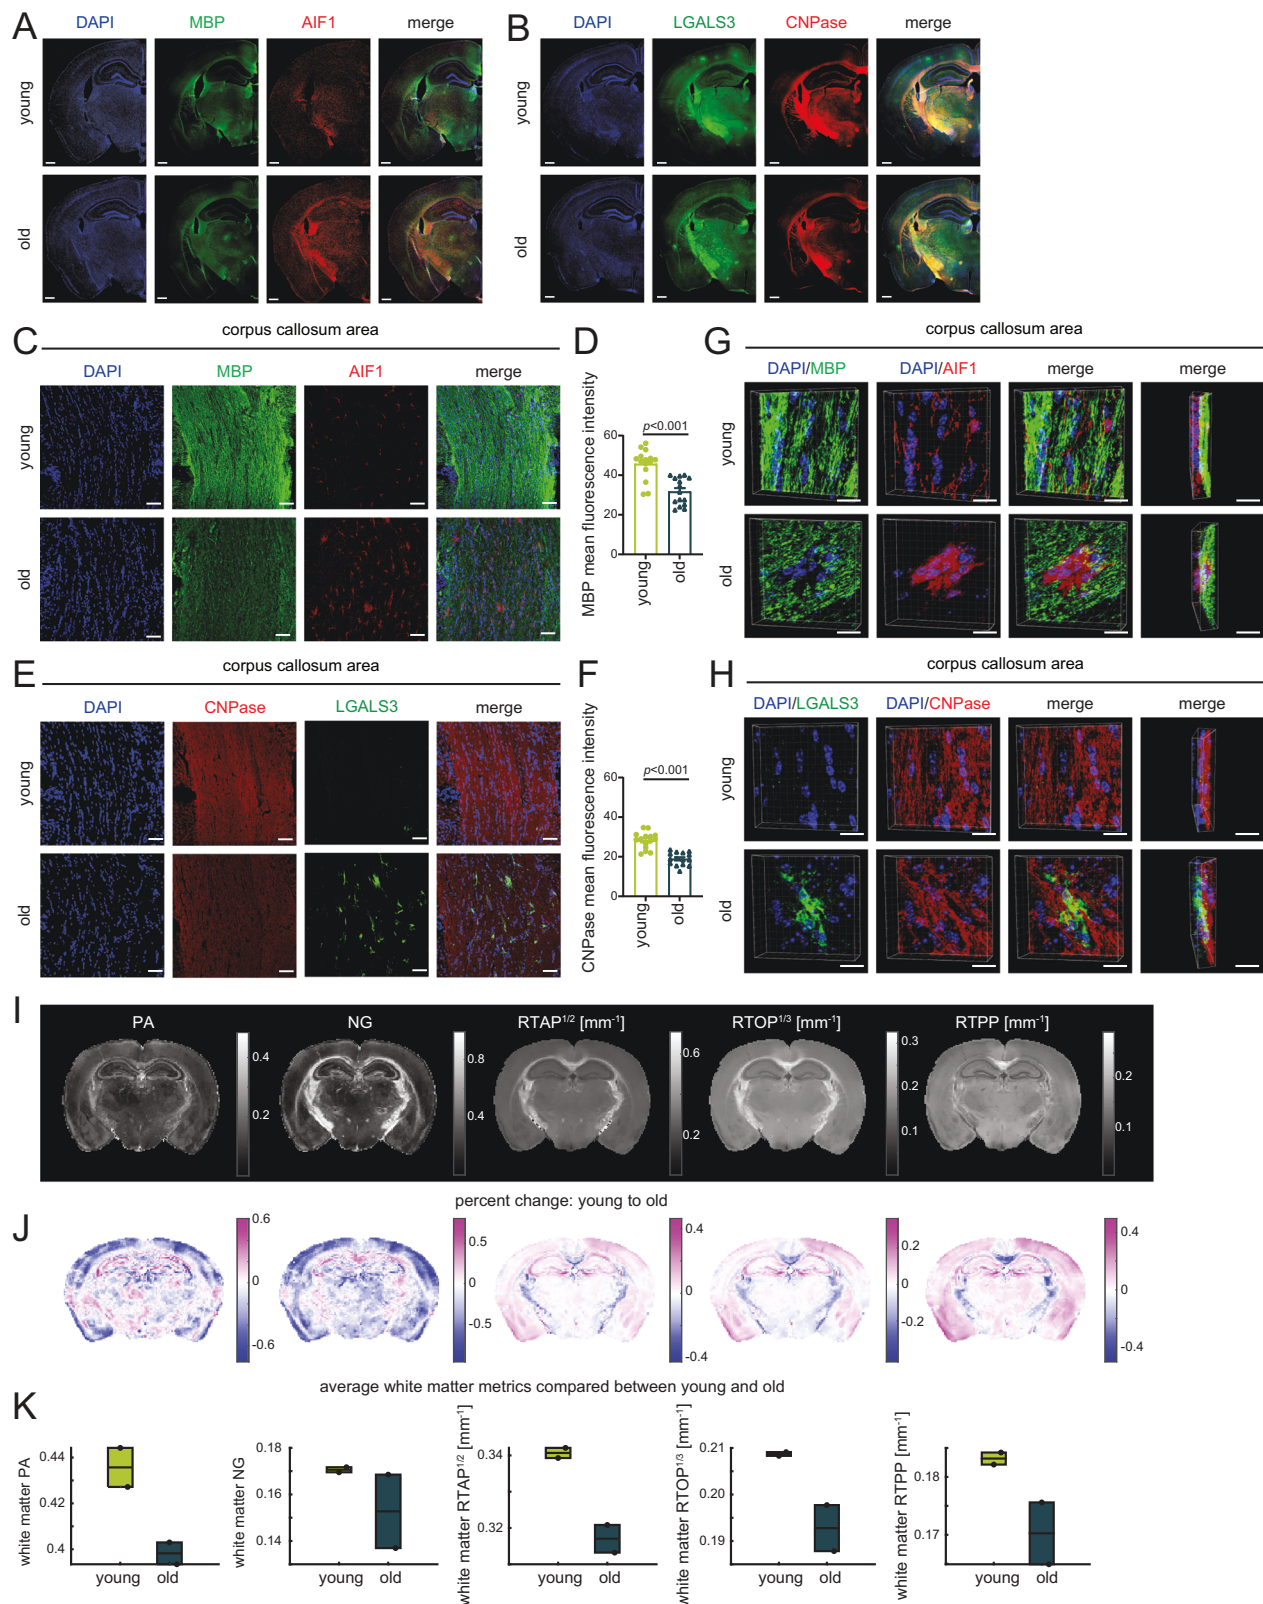 A DAPI MBP AIF1 merge
young
old
B DAPI LGALS3 CNPase merge
young
old
C corpus callosum area
DAPI MBP AIF1 merge
young
old
D
MBP mean fluorescence intensity
p<0.001
60
40
20
0
young old
G corpus callosum area
DAPI/MBP DAPI/AIF1 merge merge
young
old
E corpus callosum area
DAPI CNPase LGALS3 merge
young
old
F
CNPase mean fluorescence intensity
p<0.001
60
40
20
0
young old
H corpus callosum area
DAPI/LGALS3 DAPI/CNPase merge merge
young
old
I
PA NG RTAP1/2 [mm-1] RTOP1/3 [mm-1] RTPP [mm-1]
0.4 0.8 0.6 0.3 0.2
0.2 0.4 0.2 0.1 0.1
percent change: young to old
J
0.6 0.5 0.4 0.2 0.4
0 0 0 0 0
-0.6 -0.5 -0.4 -0.2 -0.4
average white matter metrics compared between young and old
K
white matter PA
0.44
0.42
0.4
young old
white matter NG
0.18
0.16
0.14
young old
white matter RTAP1/2 [mm-1]
0.34
0.32
young old
white matter RTOP1/3 [mm-1]
0.21
0.20
0.19
young old
white matter RTPP [mm-1]
0.18
0.17
young old